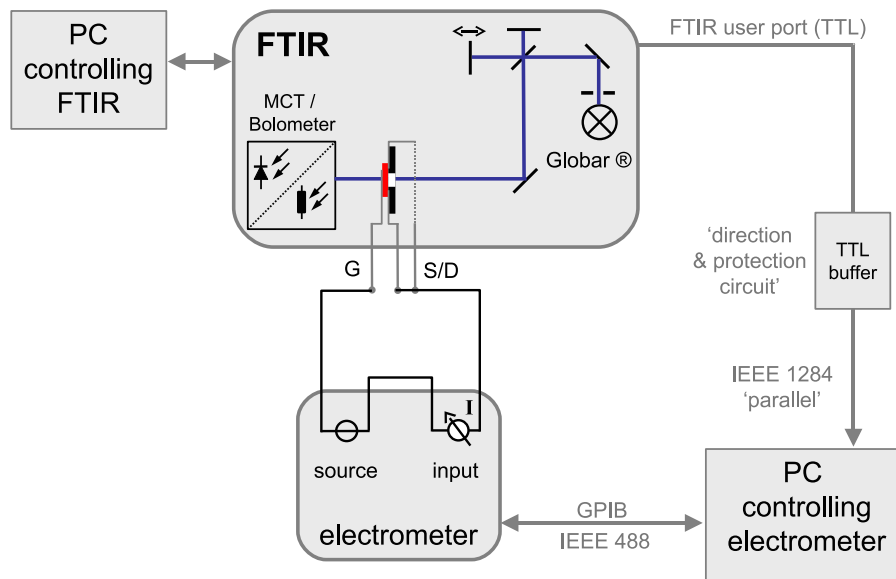 PC
controlling
FTIR
FTIR
FTIR user port (TTL)
MCT /
Bolometer
Globar ®
G
S/D
'direction
& protection
circuit'
TTL
buffer
IEEE 1284
'parallel'
I
source
input
electrometer
GPIB
IEEE 488
PC
controlling
electrometer